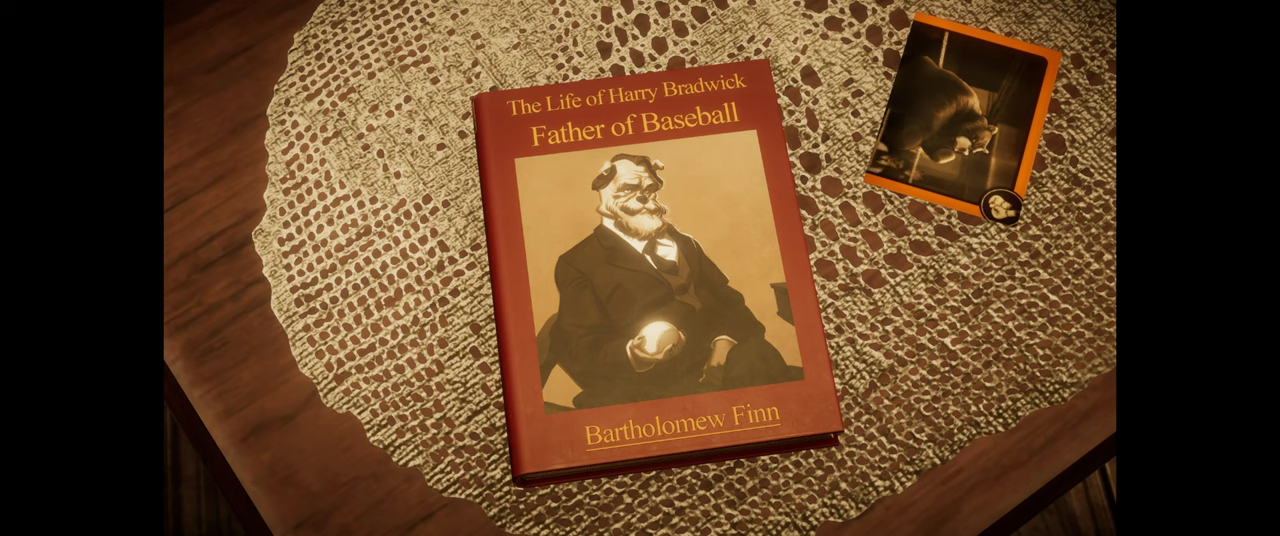 The Life of Harry Bradwick
Father of Baseball
Bartholomew Finn